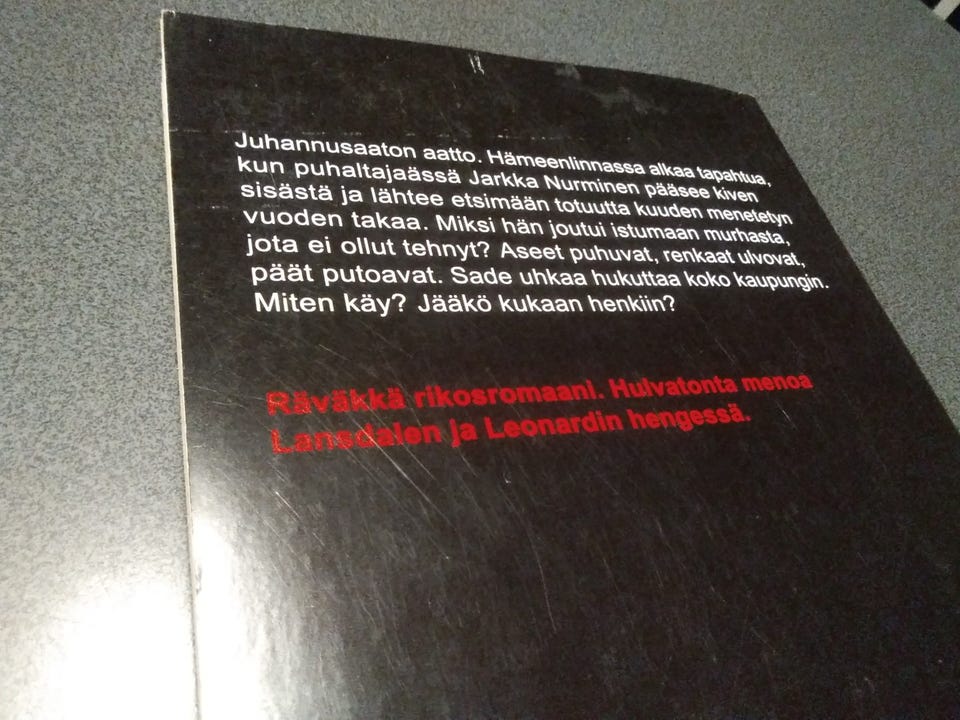 Juhannusaaton aatto. Hämeenlinnassa alkaa tapahtua,
kun puhaltajaässä Jarkka Nurminen pääsee kiven
sisästä ja lähtee etsimään totuutta kuuden menetetyn
vuoden takaa. Miksi hän joutui istumaan murhasta,
jota ei ollut tehnyt? Aseet puhuvat, renkaat ulvovat,
päät putoavat. Sade uhkaa hukuttaa koko kaupungin.
Miten käy? Jääkö kukaan henkiin?
Räväkkä rikosromaani. Hulvatonta menoa
Lansdalen ja Leonardin hengessä.